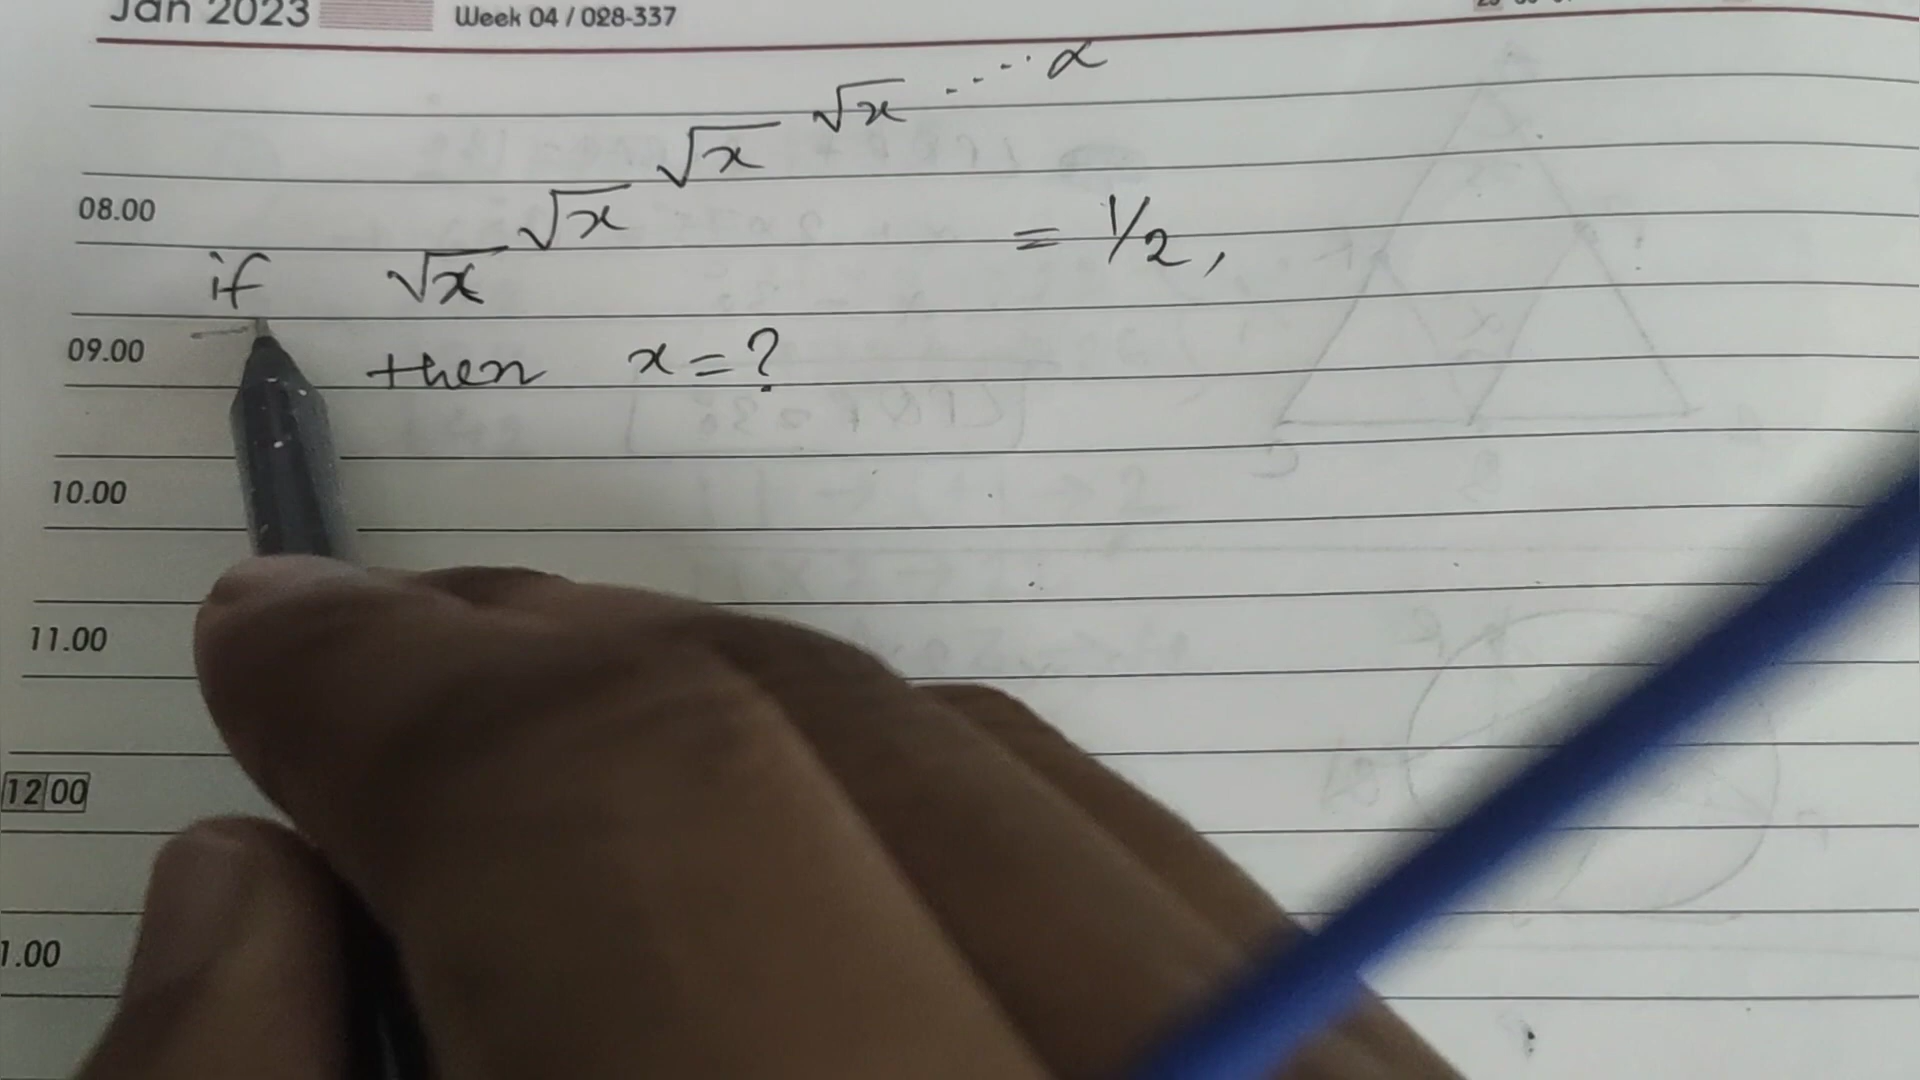 Jan 2023 Week 04 / 028-337
if √x^√x^√x^√x^....α = 1/2,
then x = ?
08.00
09.00
10.00
11.00
12 00
1.00